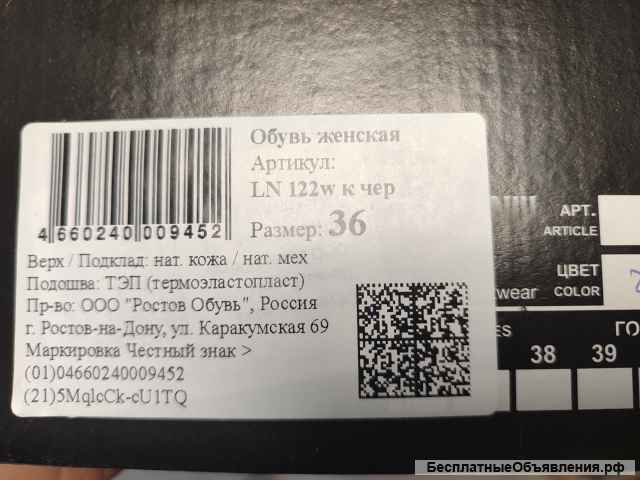 Обувь женская
Артикул:
LN 122w к чер
Размер: 36
4 660240 009452
Верх / Подклад: нат. кожа / нат. мех
Подошва: ТЭП (термоэластопласт)
Пр-во: ООО "Ростов Обувь", Россия
г. Ростов-на-Дону, ул. Каракумская 69
Маркировка Честный знак >
(01)04660240009452
(21)5MqlcCk-cU1TQ
АРТ.
ARTICLE
ЦВЕТ
wear COLOR
ES ГО
38 39
БесплатныеОбъявления.рф